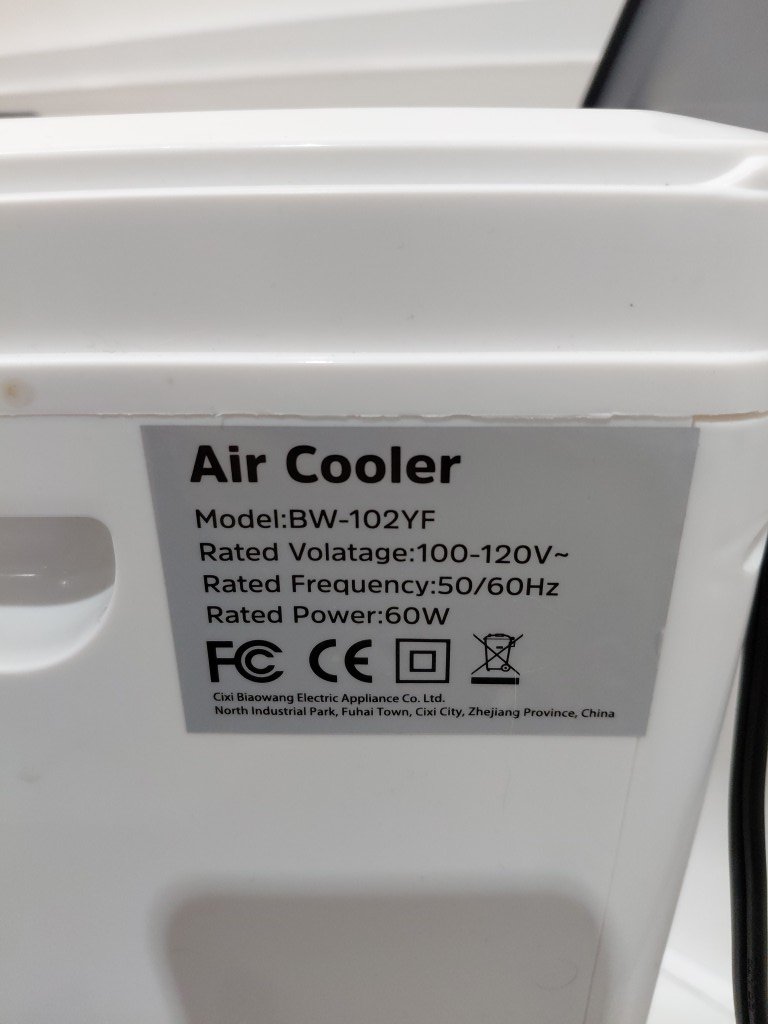 Air Cooler
Model:BW-102YF
Rated Volatage:100-120V~
Rated Frequency:50/60Hz
Rated Power:60W
FC CE
Cixi Biaowang Electric Appliance Co. Ltd.
North Industrial Park, Fuhai Town, Cixi City, Zhejiang Province, China